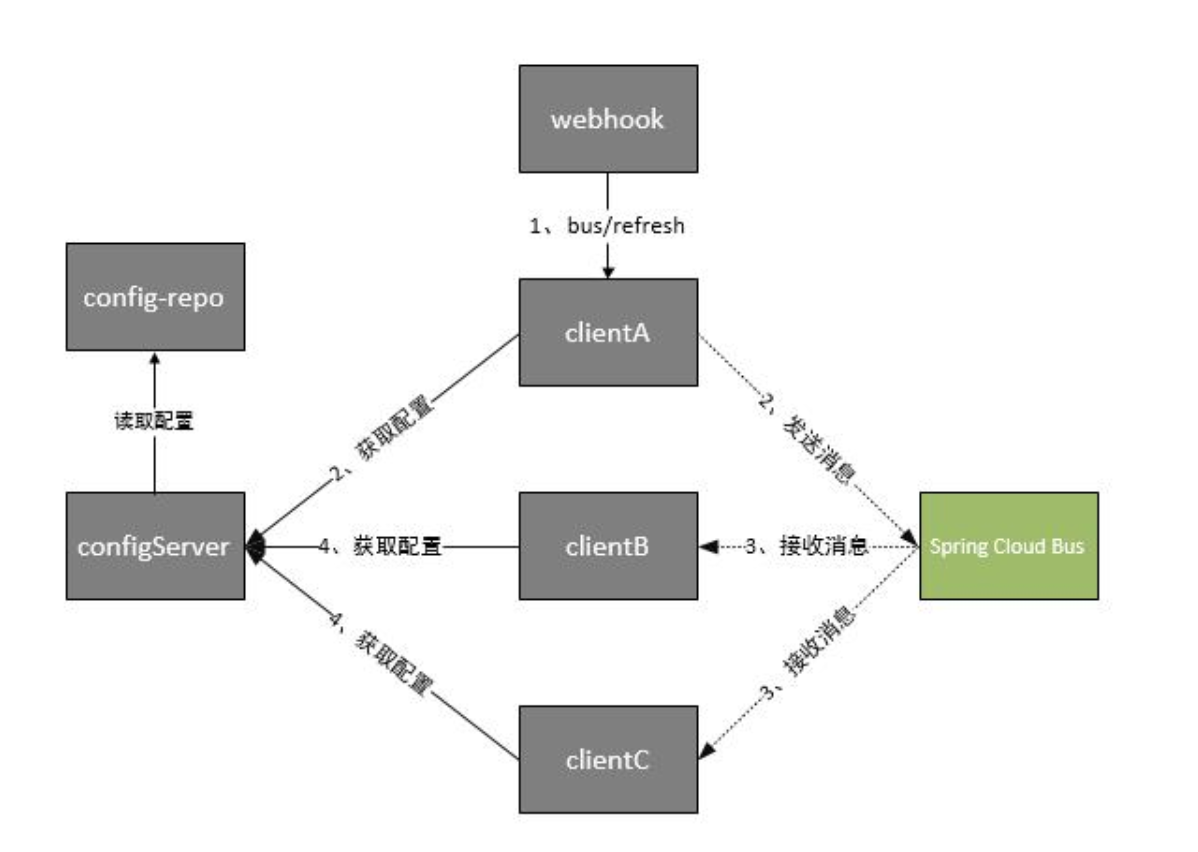 webhook
1、bus/refresh
config-repo
clientA
读取配置
2、获取配置
2、发送消息
configServer
4、获取配置
clientB
3、接收消息
Spring Cloud Bus
4、获取配置
3、接收消息
clientC